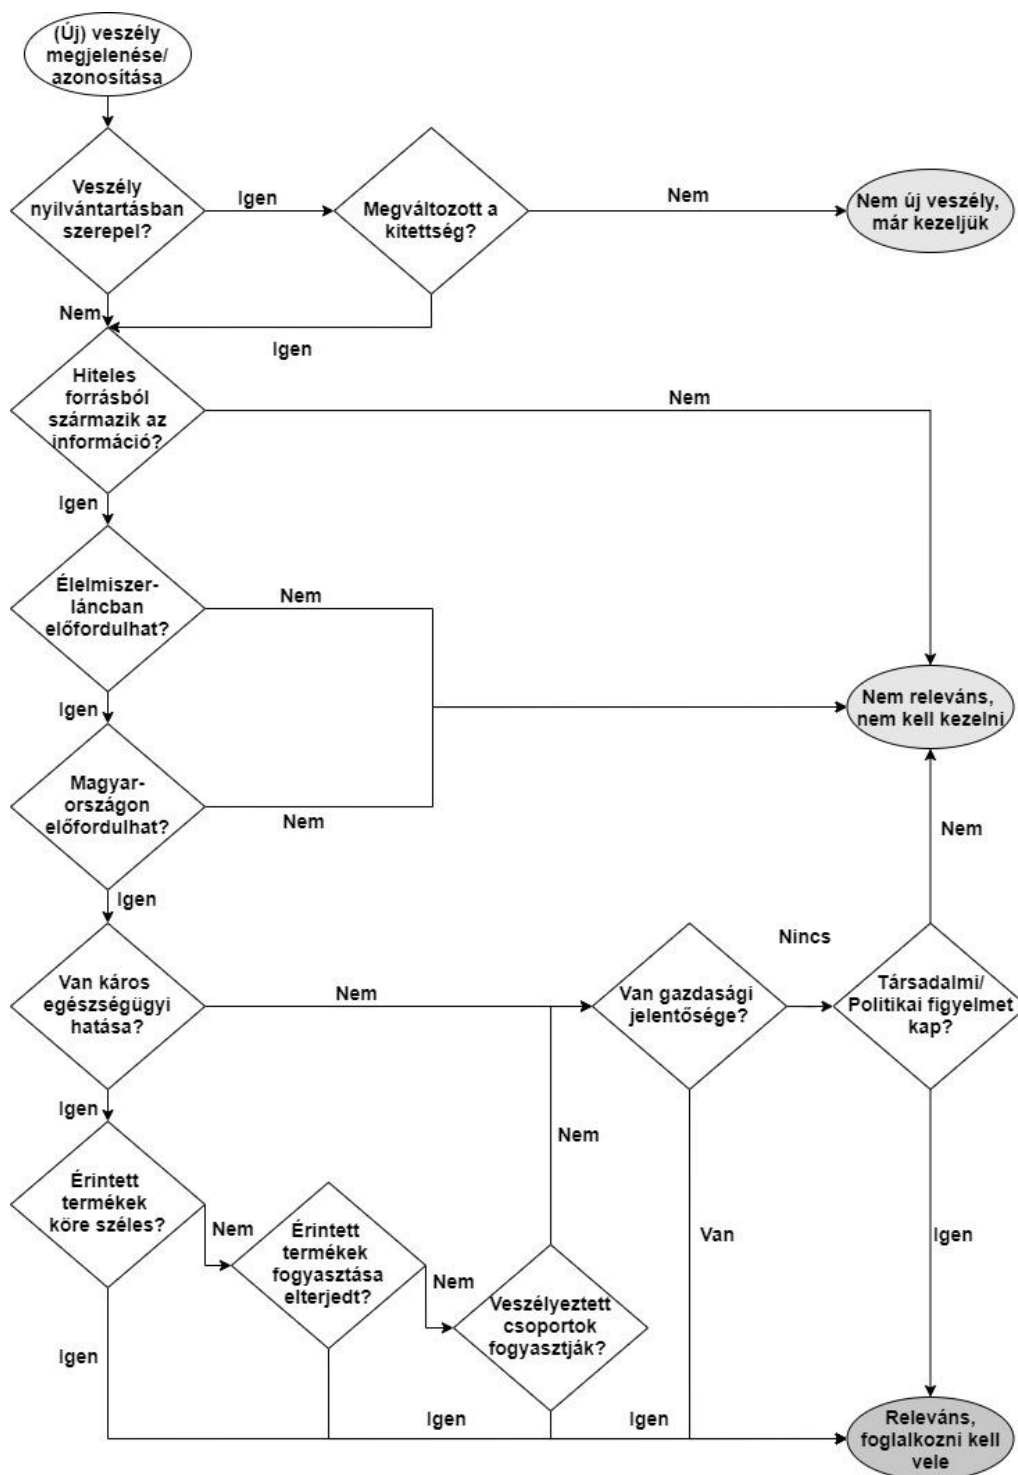 (Új) veszély
megjelenése/
azonosítása
Veszély
nyilvántartásban
szerepel?
Igen
Megváltozott a
kitettség?
Nem
Nem új veszély,
már kezeljük
Nem
Igen
Hiteles
forrásból
származik az
információ?
Nem
Igen
Élelmiszer-
láncban
előfordulhat?
Nem
Igen
Nem releváns,
nem kell kezelni
Magyar-
országon
előfordulhat?
Nem
Nem
Igen
Van káros
egészségügyi
hatása?
Nem
Van gazdasági
jelentősége?
Nincs
Társadalmi/
Politikai figyelmet
kap?
Igen
Nem
Érintett
termékek
köre széles?
Nem
Érintett
termékek
fogyasztása
elterjedt?
Nem
Veszélyeztett
csoportok
fogyasztják?
Van
Igen
Igen
Igen
Igen
Releváns,
foglalkozni kell
vele